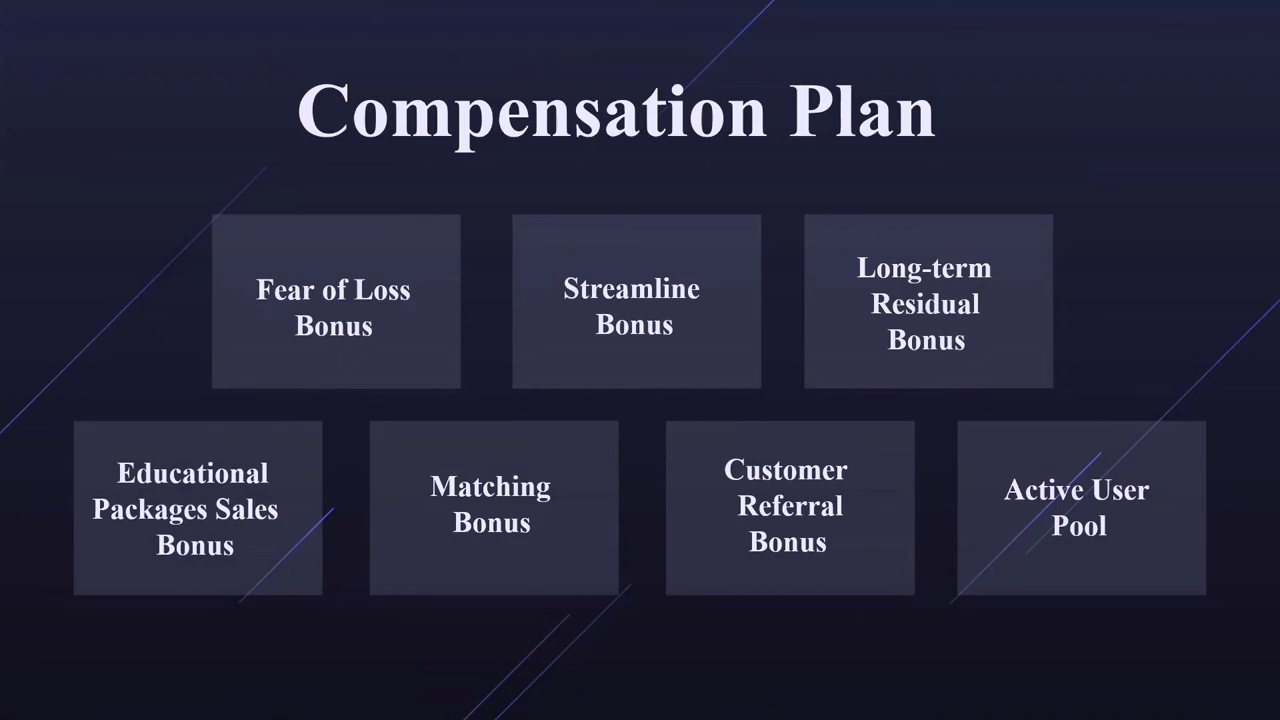 Compensation Plan
Fear of Loss
Bonus
Streamline
Bonus
Long-term
Residual
Bonus
Educational
Packages Sales
Bonus
Matching
Bonus
Customer
Referral
Bonus
Active User
Pool